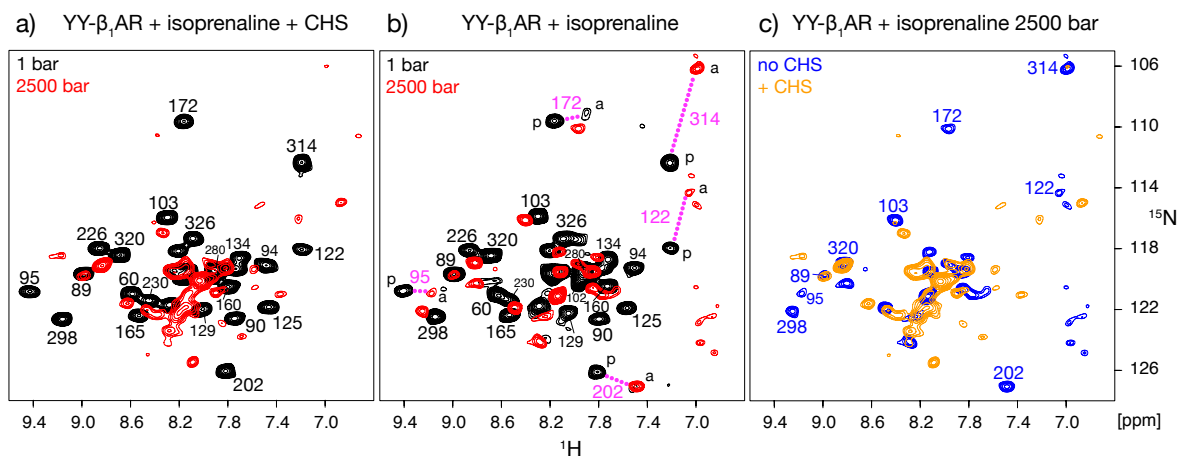 a) YY-β₁AR + isoprenaline + CHS
b) YY-β₁AR + isoprenaline
c) YY-β₁AR + isoprenaline 2500 bar
1 bar
2500 bar
172
314
103
326
226
320
134
280
94
122
95
89
60
230
160
165
129
90
125
298
202
9.4 9.0 8.6 8.2 7.8 7.4 7.0
1 bar
2500 bar
a
172
a
p
314
p
a
103
326
122
226
320
134
p
280
94
p
95
89
a
60
230
102
160
298
165
129
90
125
p
a
202
9.4 9.0 8.6 8.2 7.8 7.4 7.0
¹H
no CHS
+ CHS
314
172
122
103
320
89
95
298
202
106
110
114
¹⁵N
118
122
126
9.4 9.0 8.6 8.2 7.8 7.4 7.0 [ppm]